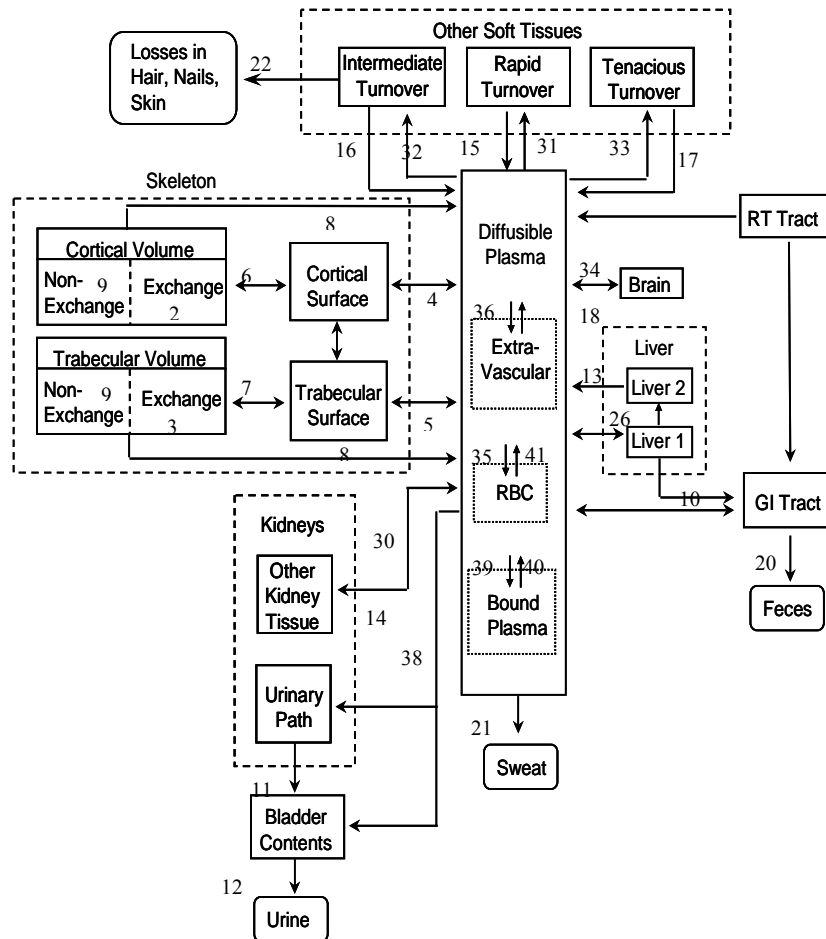 Other Soft Tissues
Losses in
Hair, Nails,
Skin
22
Intermediate
Turnover
Rapid
Turnover
Tenacious
Turnover
16
32
15
31
33
17
Skeleton
8
Cortical Volume
Non-
Exchange
9
Exchange
2
6
Cortical
Surface
4
Trabecular Volume
Non-
Exchange
9
Exchange
3
7
Trabecular
Surface
5
8
Diffusible
Plasma
36
Extra-
Vascular
35
41
RBC
39
40
Bound
Plasma
RT Tract
34
Brain
18
Liver
13
Liver 2
26
Liver 1
10
GI Tract
20
Feces
Kidneys
30
Other
Kidney
Tissue
14
38
Urinary
Path
21
Sweat
11
Bladder
Contents
12
Urine